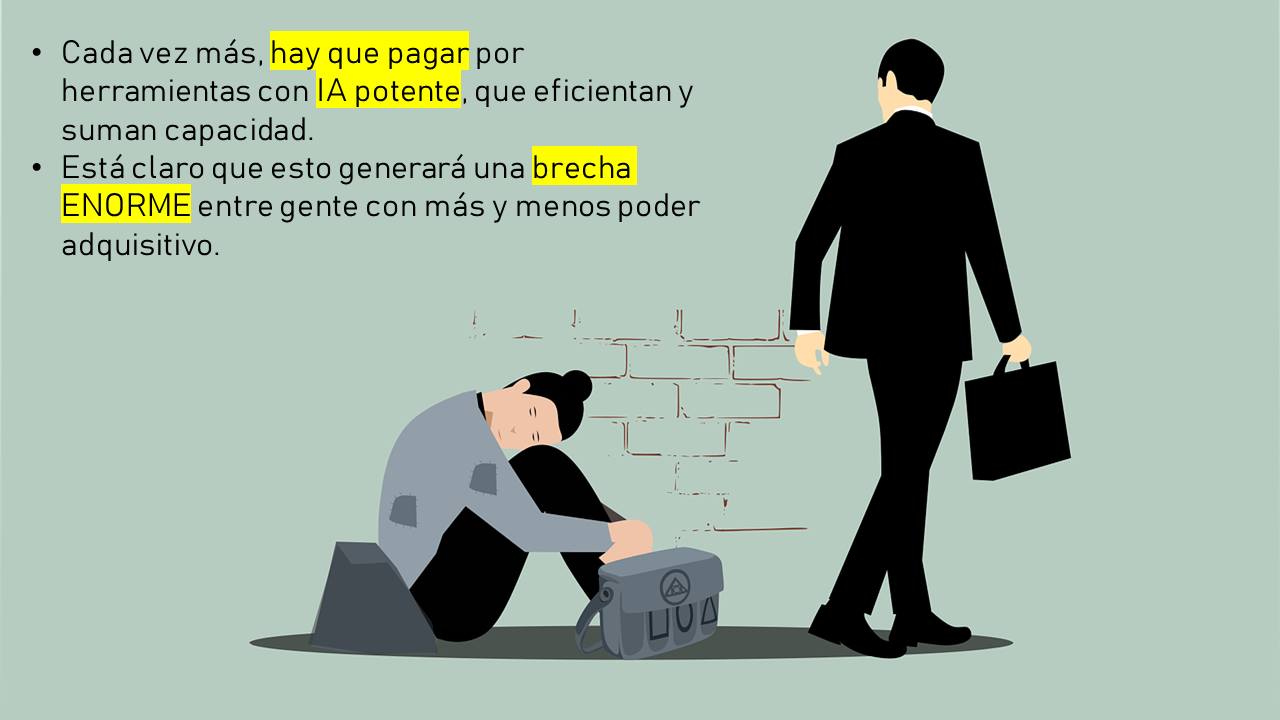 • Cada vez más, hay que pagar por
herramientas con IA potente, que eficientan y
suman capacidad.
• Está claro que esto generará una brecha
ENORME entre gente con más y menos poder
adquisitivo.